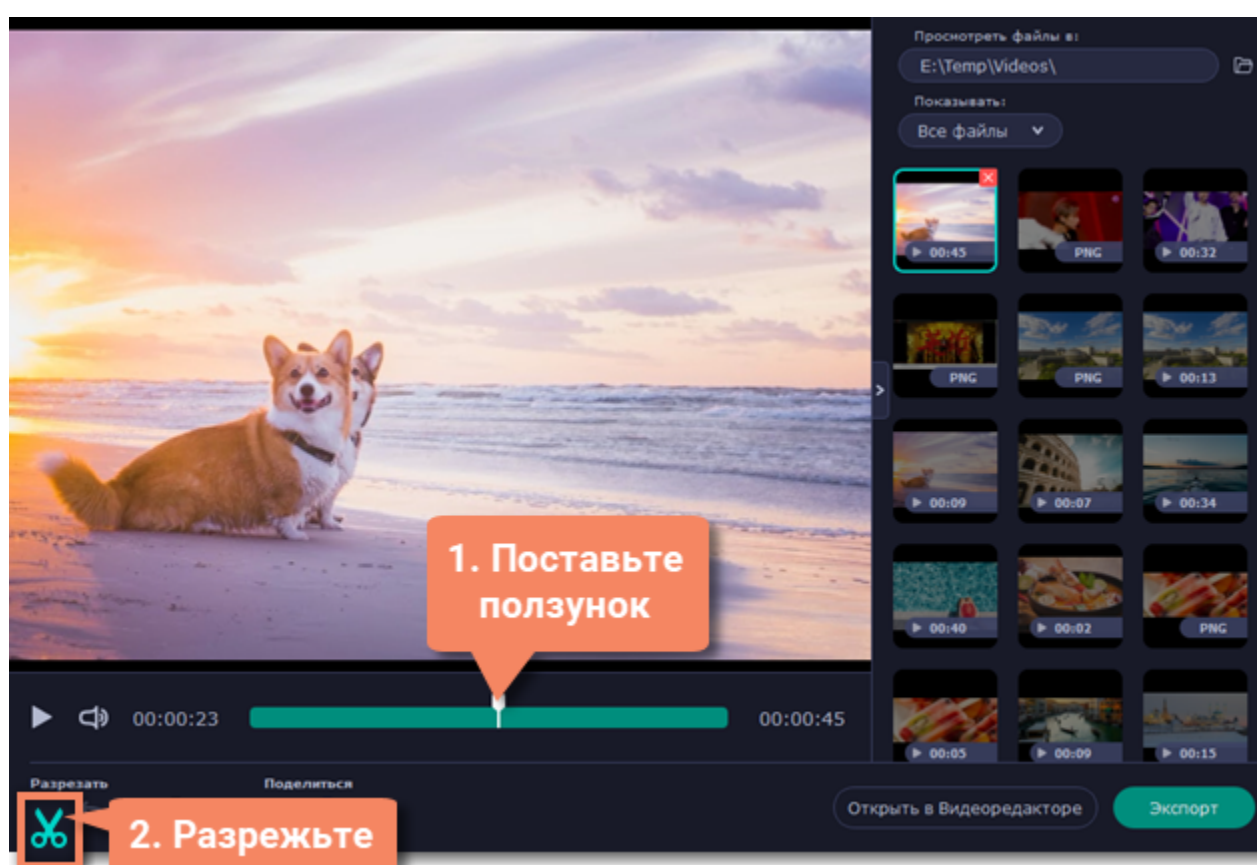 Просмотреть файлы в:
E:\Temp\Videos\
Показывать:
Все файлы
00:45
PNG
00:32
PNG
PNG
00:13
00:09
00:07
00:34
00:40
00:02
PNG
00:05
00:09
00:15
1. Поставьте
ползунок
00:00:23
00:00:45
Разрезать
Поделиться
2. Разрежьте
Открыть в Видеоредакторе
Экспорт